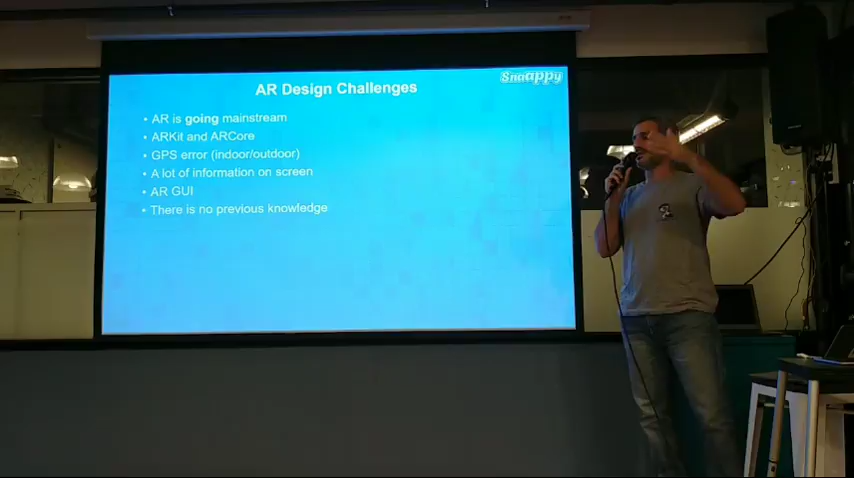 AR Design Challenges
Snaappy
• AR is going mainstream
• ARKit and ARCore
• GPS error (indoor/outdoor)
• A lot of information on screen
• AR GUI
• There is no previous knowledge